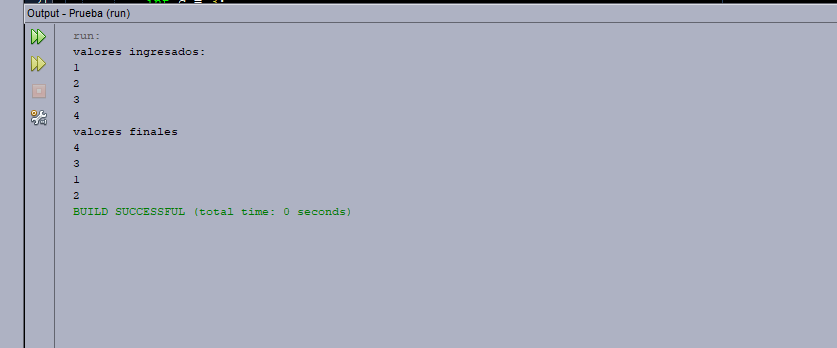 Output - Prueba (run)
run:
valores ingresados:
1
2
3
4
valores finales
4
3
1
2
BUILD SUCCESSFUL (total time: 0 seconds)